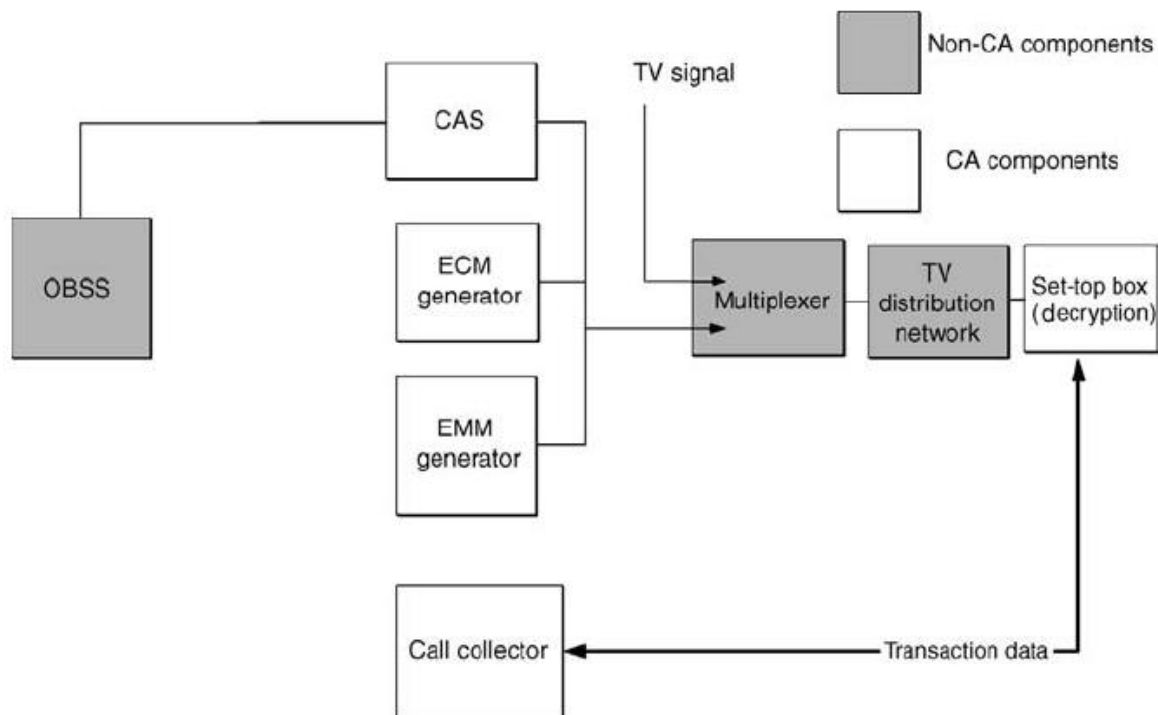 Non-CA components
TV signal
CAS
CA components
OBSS
ECM
generator
Multiplexer
TV
distribution
network
Set-top box
(decryption)
EMM
generator
Call collector
Transaction data